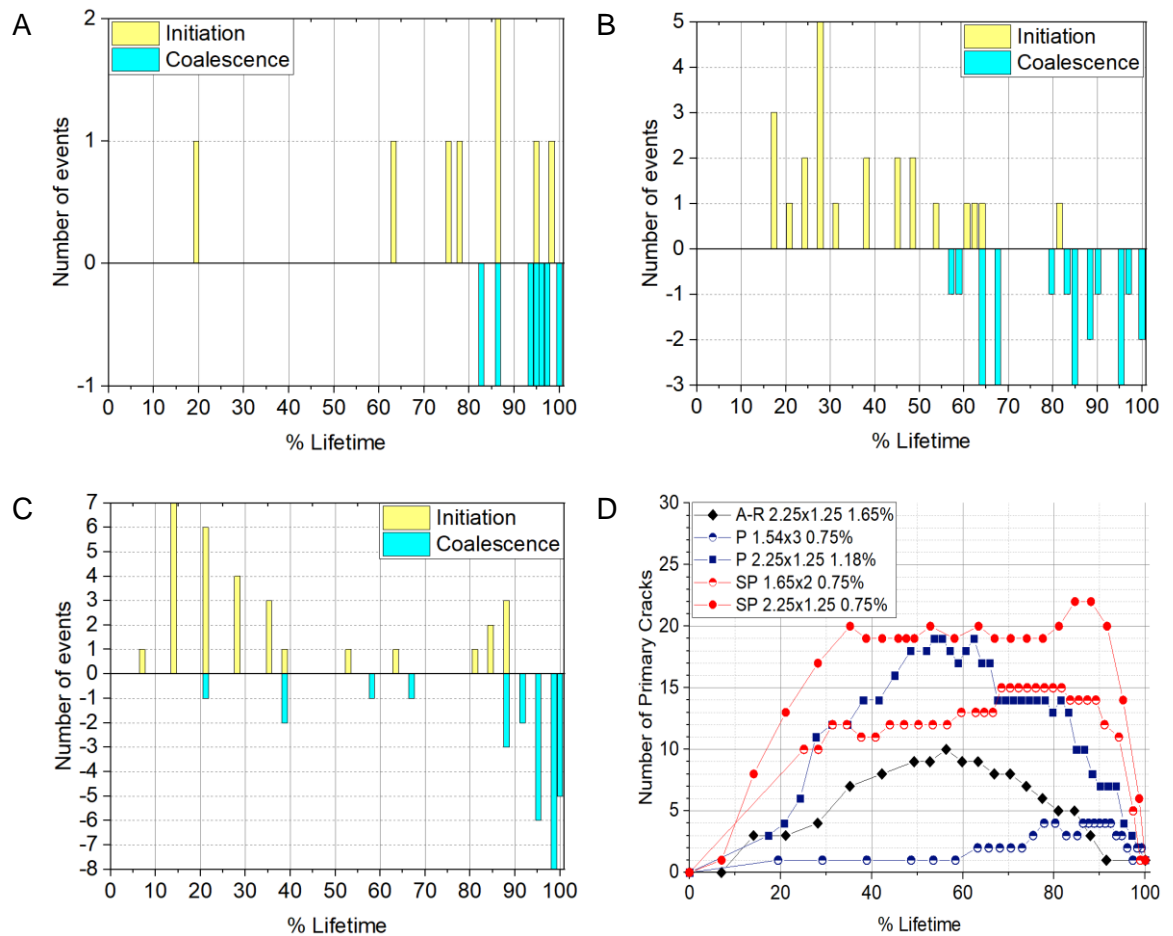 A
Initiation
Coalescence
Number of events
2
1
0
-1
0 10 20 30 40 50 60 70 80 90 100
% Lifetime
B
Initiation
Coalescence
Number of events
5
4
3
2
1
0
-1
-2
-3
0 10 20 30 40 50 60 70 80 90 100
% Lifetime
C
Initiation
Coalescence
Number of events
7
6
5
4
3
2
1
0
-1
-2
-3
-4
-5
-6
-7
-8
0 10 20 30 40 50 60 70 80 90 100
% Lifetime
D
A-R 2.25x1.25 1.65%
P 1.54x3 0.75%
P 2.25x1.25 1.18%
SP 1.65x2 0.75%
SP 2.25x1.25 0.75%
Number of Primary Cracks
30
25
20
15
10
5
0
0 20 40 60 80 100
% Lifetime